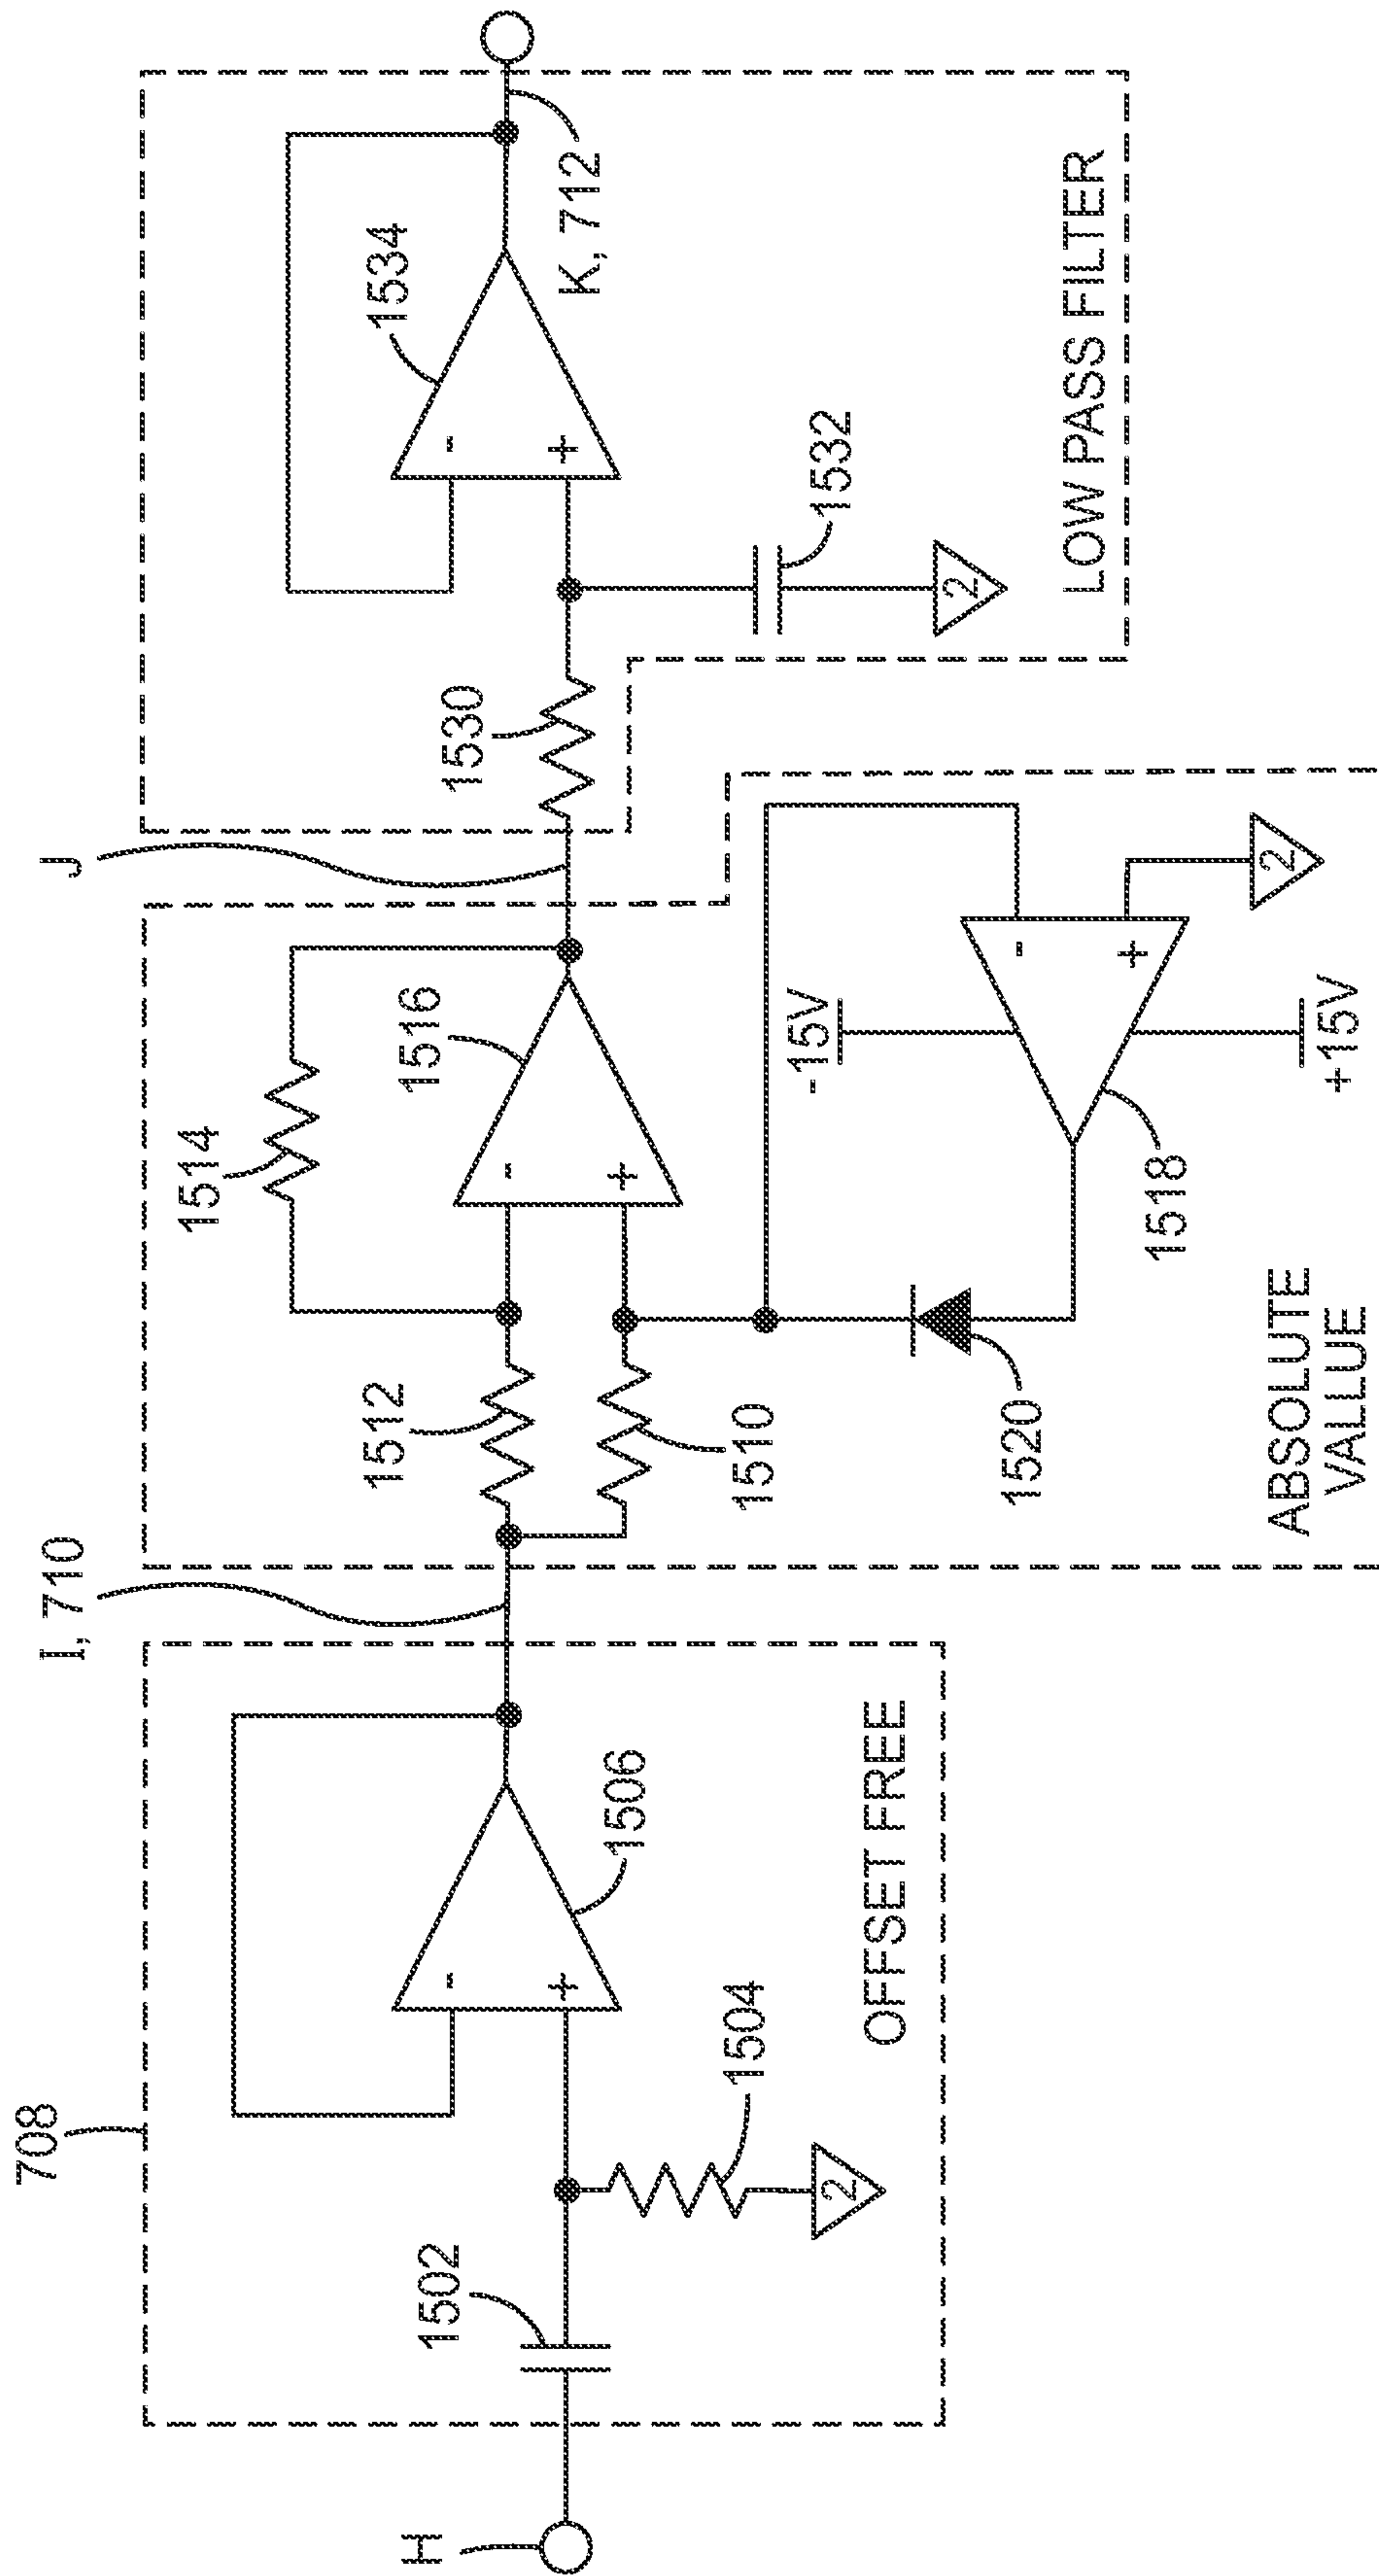 708
H
1502
1504
2
-
+
1506
OFFSET FREE
I, 710
1512
1510
1514
-
+
1516
1520
1518
-15V
+15V
-
+
2
ABSOLUTE
VALLUE
J
1530
1532
2
-
+
1534
K, 712
LOW PASS FILTER